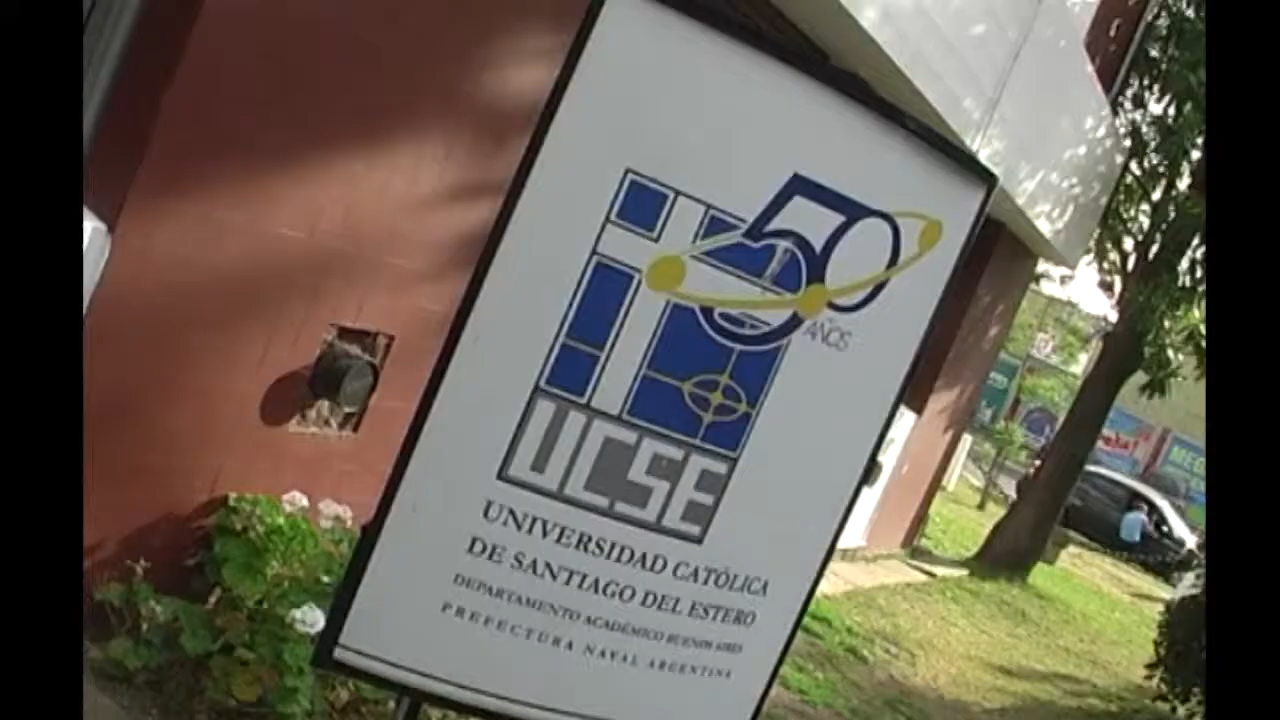 50
AÑOS
UCSE
UNIVERSIDAD CATÓLICA
DE SANTIAGO DEL ESTERO
DEPARTAMENTO ACADÉMICO BUENOS AIRES
PREFECTURA NAVAL ARGENTINA